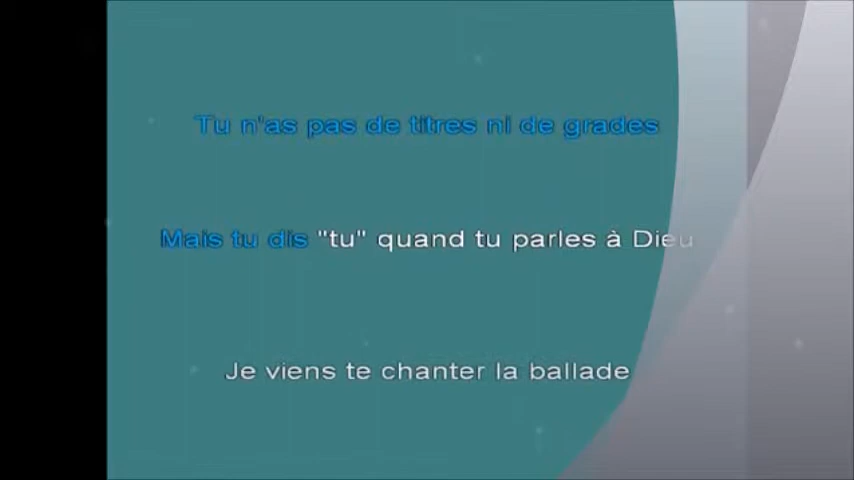 Tu n'as pas de titres ni de grades
Mais tu dis "tu" quand tu parles à Dieu
Je viens te chanter la ballade